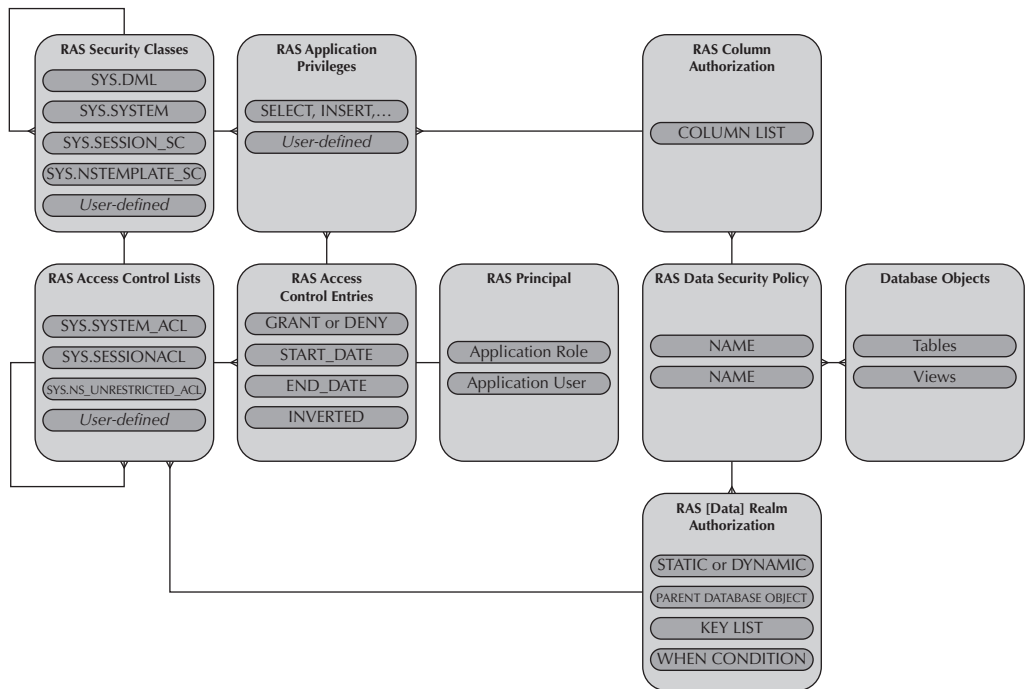 RAS Security Classes
SYS.DML
SYS.SYSTEM
SYS.SESSION_SC
SYS.NSTEMPLATE_SC
User-defined
RAS Application
Privileges
SELECT, INSERT,...
User-defined
RAS Column
Authorization
COLUMN LIST
RAS Access Control Lists
SYS.SYSTEM_ACL
SYS.SESSIONACL
SYS.NS_UNRESTRICTED_ACL
User-defined
RAS Access
Control Entries
GRANT or DENY
START_DATE
END_DATE
INVERTED
RAS Principal
Application Role
Application User
RAS Data Security Policy
NAME
NAME
Database Objects
Tables
Views
RAS [Data] Realm
Authorization
STATIC or DYNAMIC
PARENT DATABASE OBJECT
KEY LIST
WHEN CONDITION